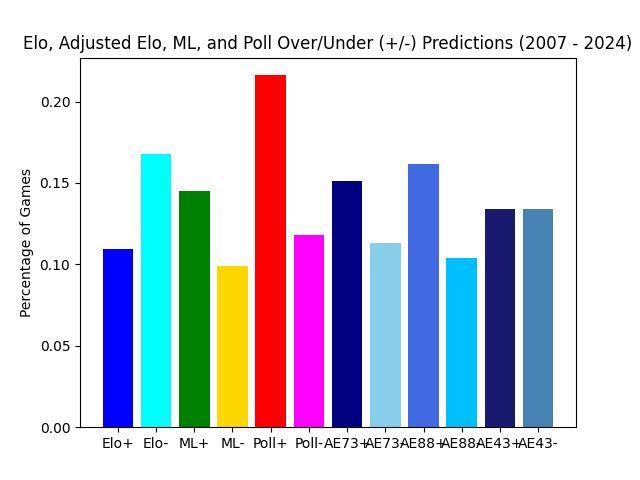 Elo, Adjusted Elo, ML, and Poll Over/Under (+/-) Predictions (2007 - 2024)
Percentage of Games
0.20
0.15
0.10
0.05
0.00
Elo+ Elo- ML+ ML- Poll+ Poll- AE73+ AE73- AE88+ AE88- AE43+ AE43-